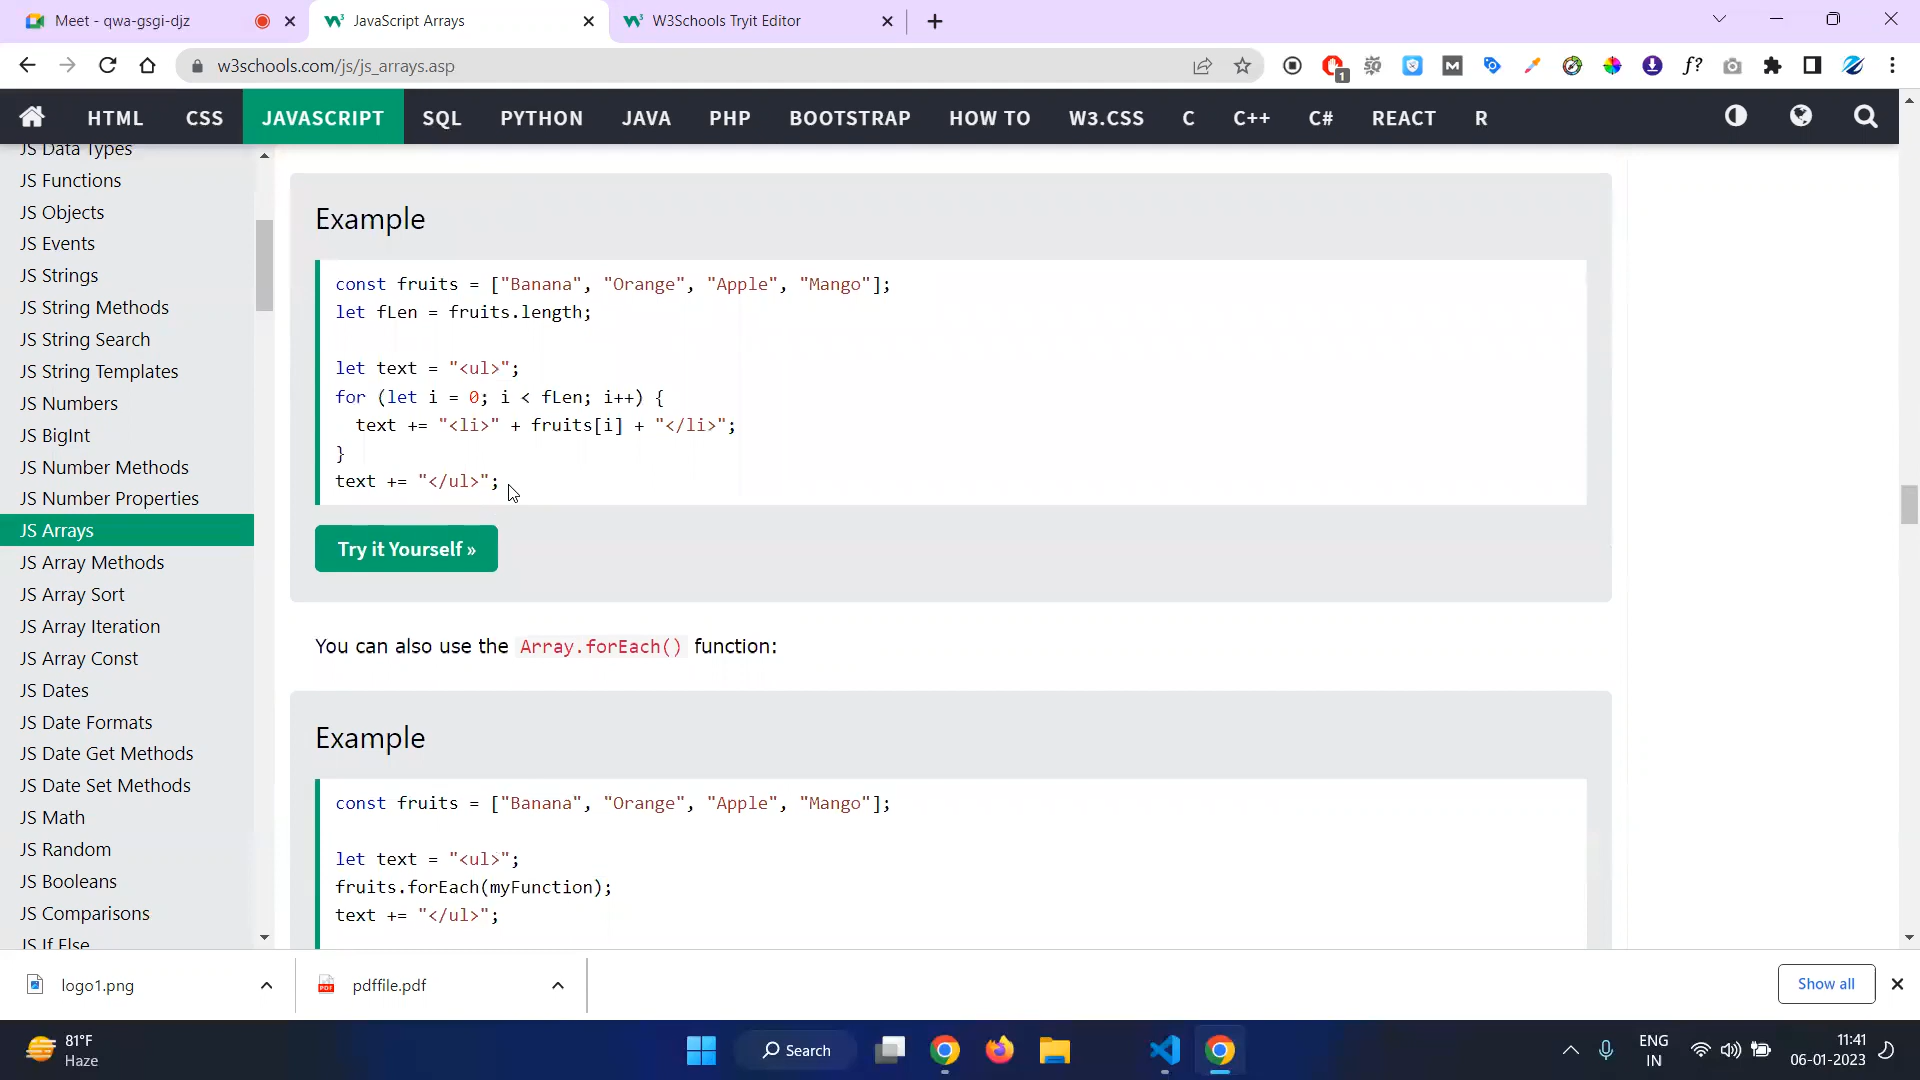 Meet - qwa-gsgi-djz
JavaScript Arrays
W3Schools Tryit Editor
w3schools.com/js/js_arrays.asp
1
f?
HTML CSS JAVASCRIPT SQL PYTHON JAVA PHP BOOTSTRAP HOW TO W3.CSS C C++ C# REACT R
JS Data Types
JS Functions
JS Objects
JS Events
JS Strings
JS String Methods
JS String Search
JS String Templates
JS Numbers
JS BigInt
JS Number Methods
JS Number Properties
JS Arrays
JS Array Methods
JS Array Sort
JS Array Iteration
JS Array Const
JS Dates
JS Date Formats
JS Date Get Methods
JS Date Set Methods
JS Math
JS Random
JS Booleans
JS Comparisons
JS If Else
Example
const fruits = ["Banana", "Orange", "Apple", "Mango"];
let fLen = fruits.length;
let text = "<ul>";
for (let i = 0; i < fLen; i++) {
text += "<li>" + fruits[i] + "</li>";
}
text += "</ul>";
Try it Yourself »
You can also use the Array.forEach() function:
Example
const fruits = ["Banana", "Orange", "Apple", "Mango"];
let text = "<ul>";
fruits.forEach(myFunction);
text += "</ul>";
logo1.png
pdffile.pdf
Show all
81°F
Haze
Search
ENG
IN
11:41
06-01-2023